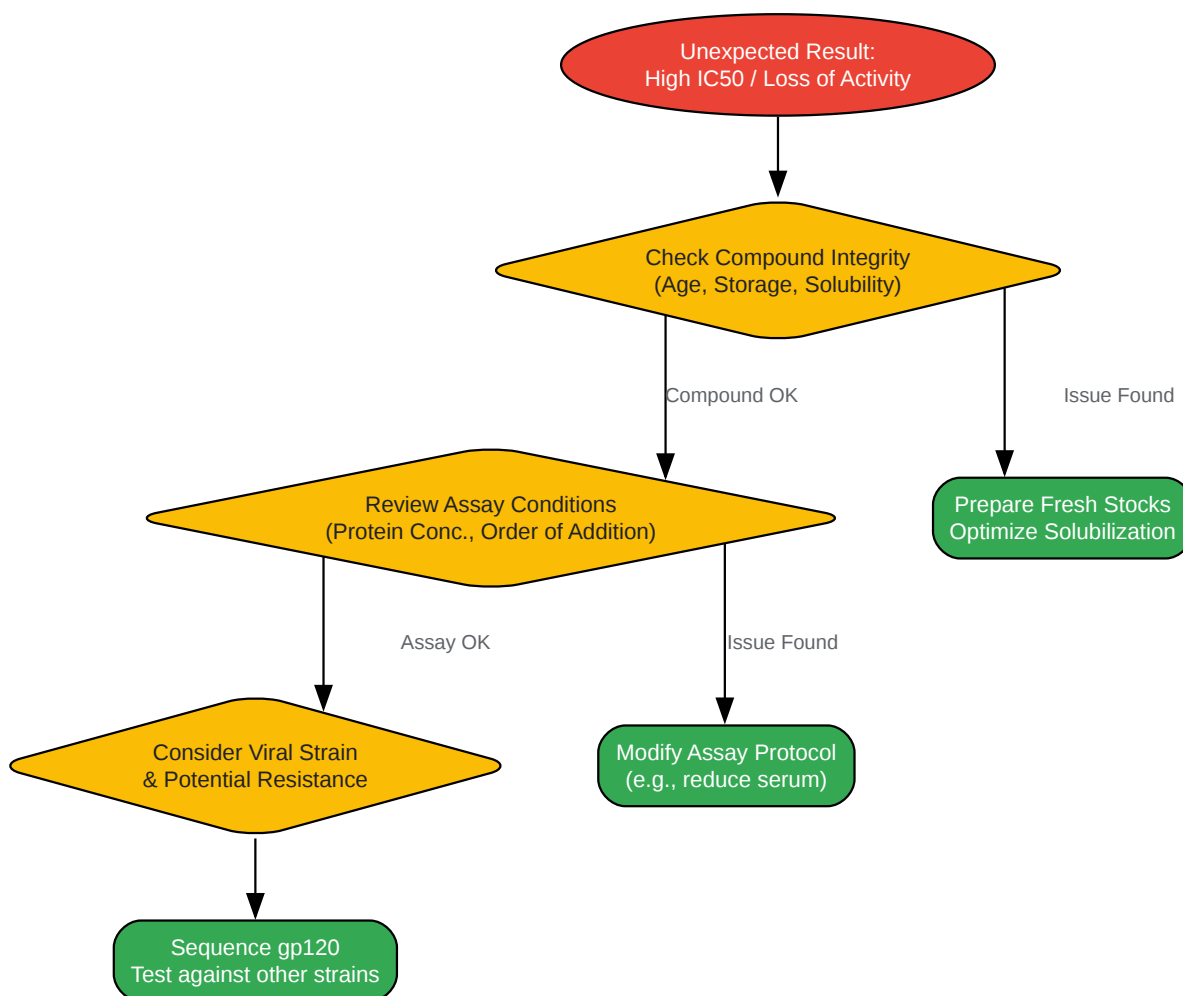 Unexpected Result:
High IC50 / Loss of Activity
Check Compound Integrity
(Age, Storage, Solubility)
Compound OK
Issue Found
Review Assay Conditions
(Protein Conc., Order of Addition)
Prepare Fresh Stocks
Optimize Solubilization
Assay OK
Issue Found
Consider Viral Strain
& Potential Resistance
Modify Assay Protocol
(e.g., reduce serum)
Sequence gp120
Test against other strains